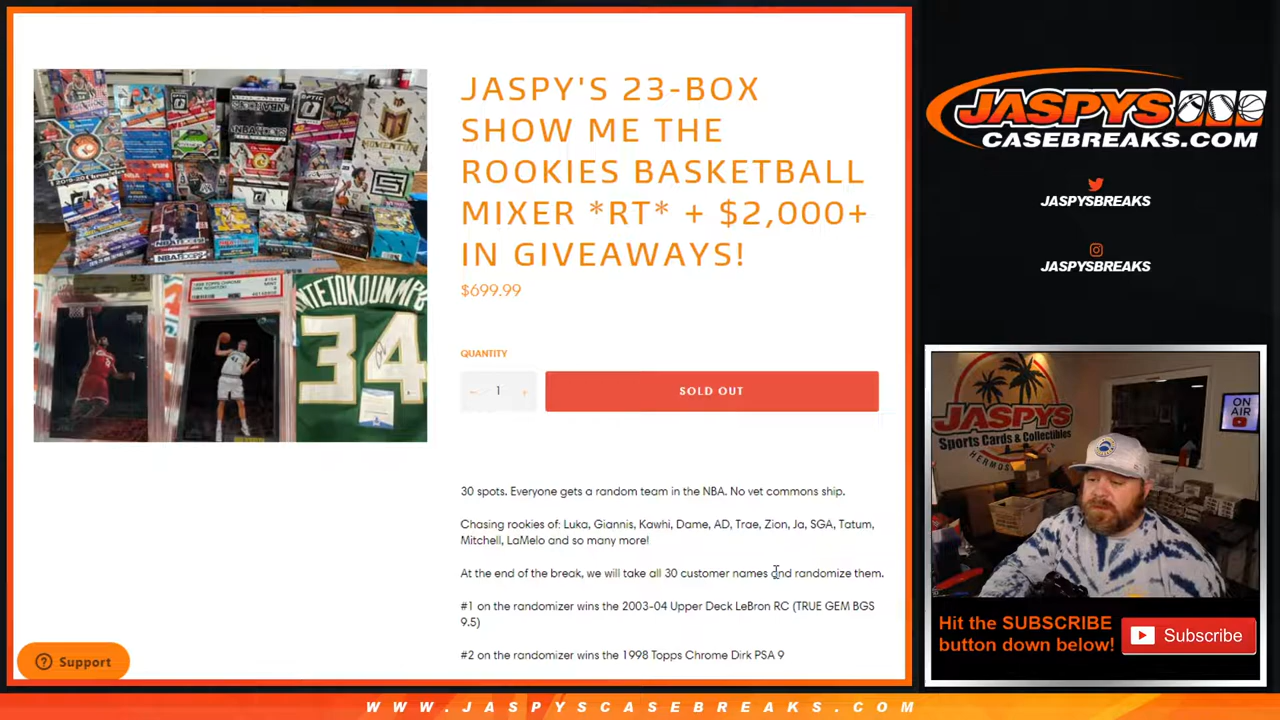 JASPY'S 23-BOX
SHOW ME THE
ROOKIES BASKETBALL
MIXER *RT* + $2,000+
IN GIVEAWAYS!
$699.99
QUANTITY
- 1 +
SOLD OUT
30 spots. Everyone gets a random team in the NBA. No vet commons ship.
Chasing rookies of: Luka, Giannis, Kawhi, Dame, AD, Trae, Zion, Ja, SGA, Tatum,
Mitchell, LaMelo and so many more!
At the end of the break, we will take all 30 customer names and randomize them.
#1 on the randomizer wins the 2003-04 Upper Deck LeBron RC (TRUE GEM BGS
9.5)
#2 on the randomizer wins the 1998 Topps Chrome Dirk PSA 9
OPTIC
MOMENTUM
34
Support
JASPYS
CASEBREAKS.COM
JASPYSBREAKS
JASPYSBREAKS
JASPYS
Sports Cards & Collectibles
ON
AIR
Hit the SUBSCRIBE
button down below!
Subscribe
WWW.JASPYSCASEBREAKS.COM